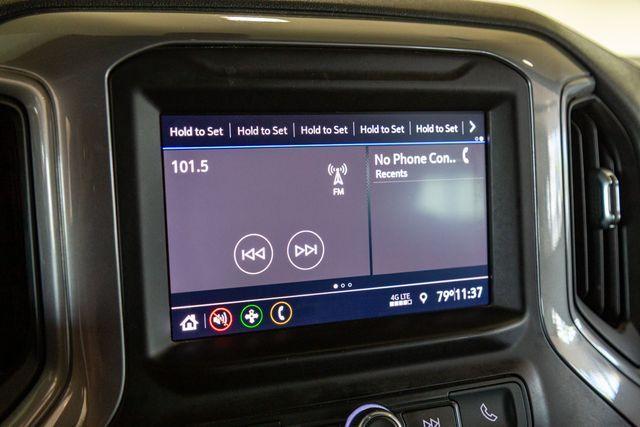 Hold to Set Hold to Set Hold to Set Hold to Set Hold to Set
101.5
FM
No Phone Con..
Recents
4G LTE
79° 11:37